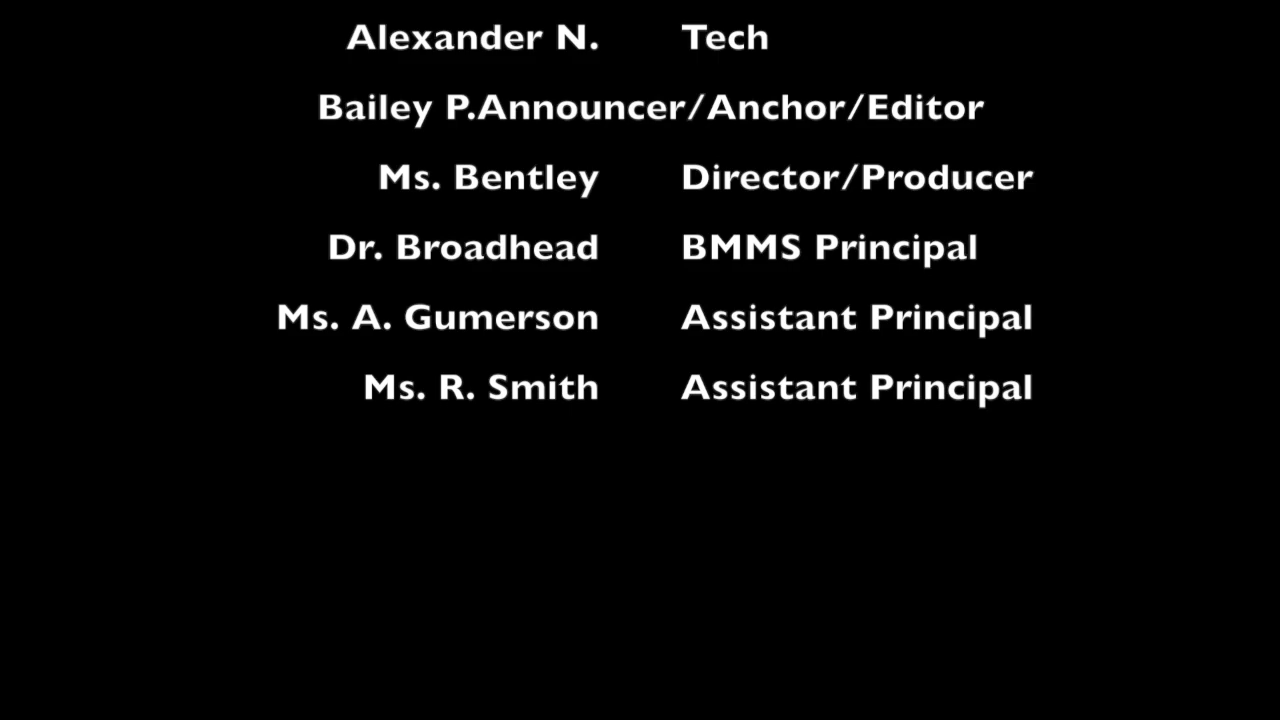 Alexander N. Tech
Bailey P.Announcer/Anchor/Editor
Ms. Bentley Director/Producer
Dr. Broadhead BMMS Principal
Ms. A. Gumerson Assistant Principal
Ms. R. Smith Assistant Principal